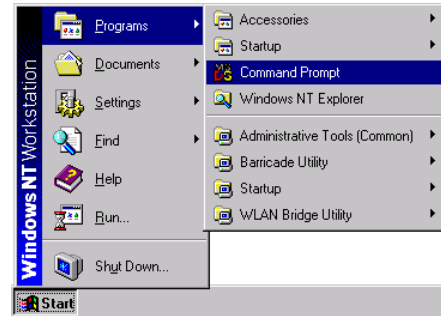 Windows NT Workstation
Programs
Documents
Settings
Find
Help
Run...
Shut Down...
Start
Accessories
Startup
Command Prompt
Windows NT Explorer
Administrative Tools (Common)
Barricade Utility
Startup
WLAN Bridge Utility